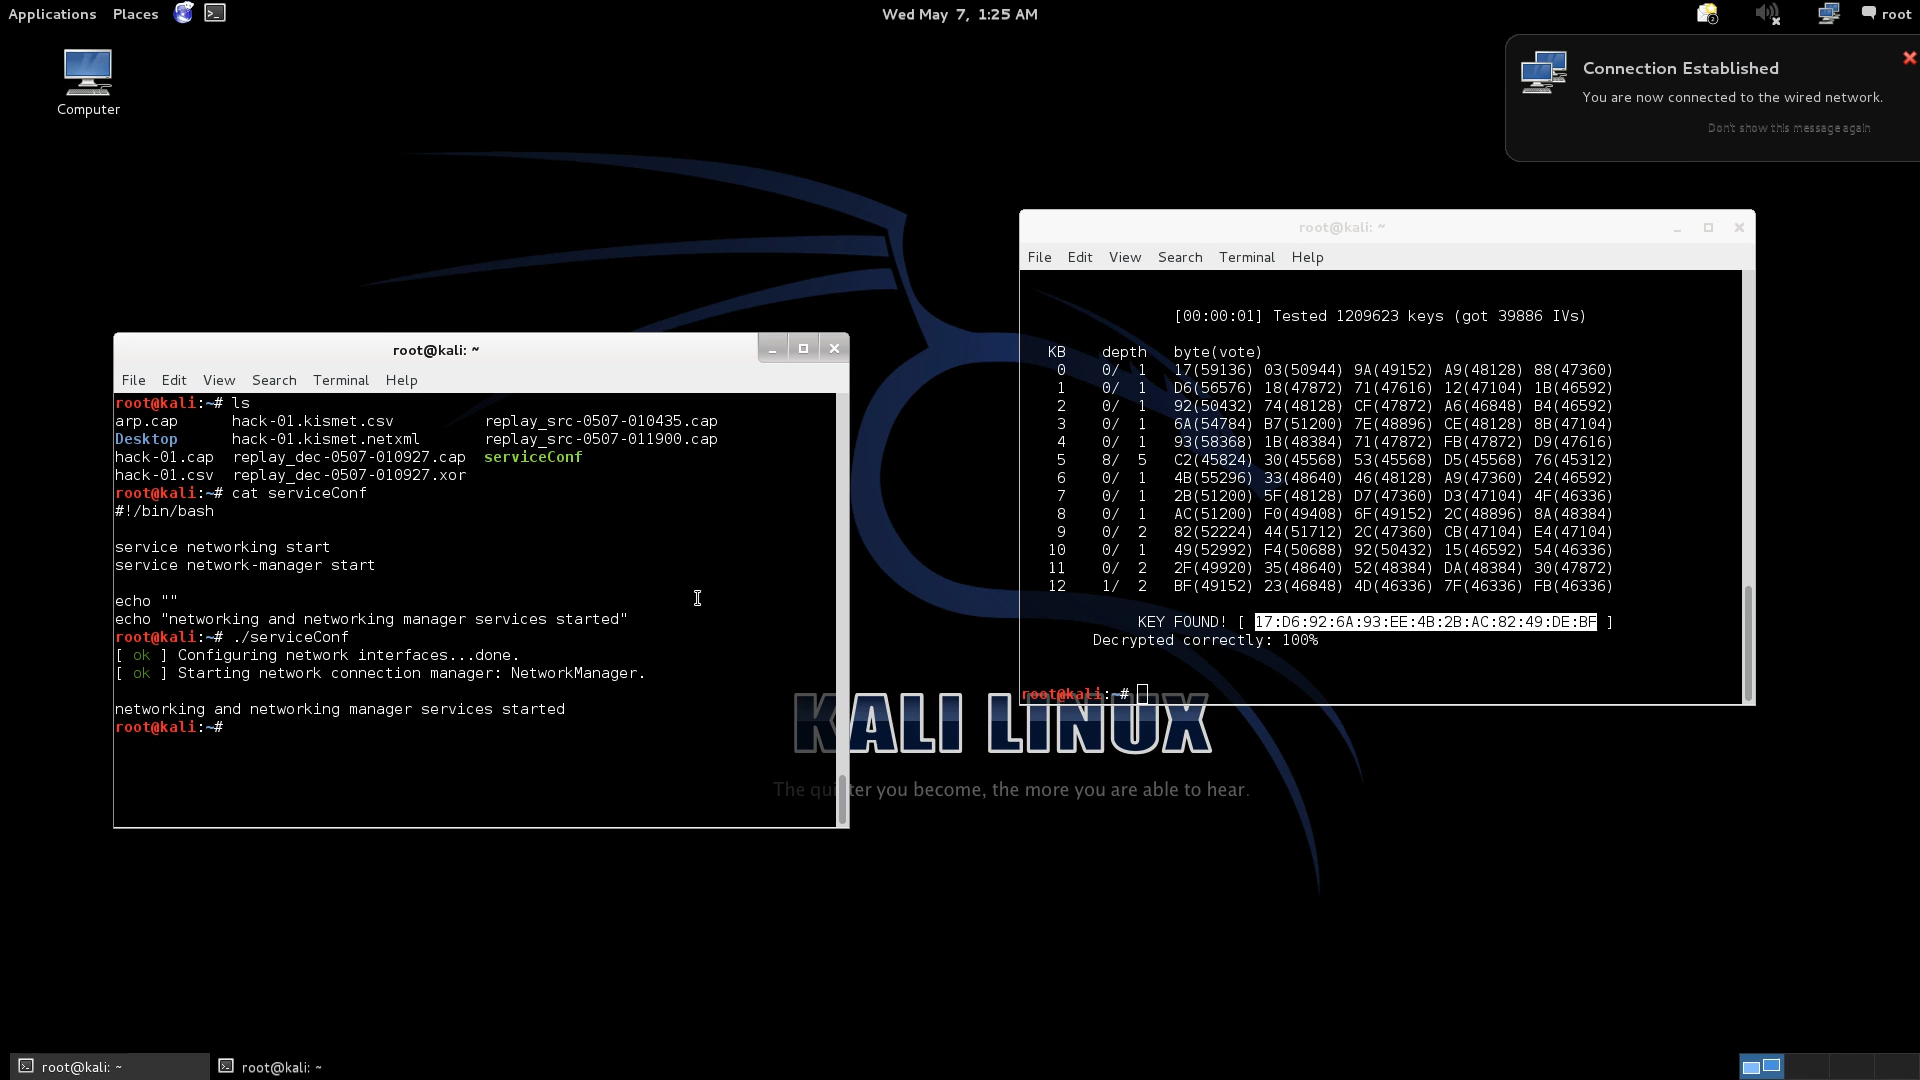 Applications Places
Wed May 7, 1:25 AM
root
Computer
Connection Established
You are now connected to the wired network.
Don't show this message again
root@kali: ~
File Edit View Search Terminal Help
root@kali:~# ls
arp.cap hack-01.kismet.csv replay_src-0507-010435.cap
Desktop hack-01.kismet.netxml replay_src-0507-011900.cap
hack-01.cap replay_dec-0507-010927.cap serviceConf
hack-01.csv replay_dec-0507-010927.xor
root@kali:~# cat serviceConf
#!/bin/bash
service networking start
service network-manager start
echo ""
echo "networking and networking manager services started"
root@kali:~# ./serviceConf
[ ok ] Configuring network interfaces...done.
[ ok ] Starting network connection manager: NetworkManager.
networking and networking manager services started
root@kali:~#
root@kali: ~
File Edit View Search Terminal Help
[00:00:01] Tested 1209623 keys (got 39886 IVs)
KB depth byte(vote)
0 0/ 1 17(59136) 03(50944) 9A(49152) A9(48128) 88(47360)
1 0/ 1 D6(56576) 18(47872) 71(47616) 12(47104) 1B(46592)
2 0/ 1 92(50432) 74(48128) CF(47872) A6(46848) B4(46592)
3 0/ 1 6A(54784) B7(51200) 7E(48896) CE(48128) 8B(47104)
4 0/ 1 93(58368) 1B(48384) 71(47872) FB(47872) D9(47616)
5 8/ 5 C2(45824) 30(45568) 53(45568) D5(45568) 76(45312)
6 0/ 1 4B(55296) 33(48640) 46(48128) A9(47360) 24(46592)
7 0/ 1 2B(51200) 5F(48128) D7(47360) D3(47104) 4F(46336)
8 0/ 1 AC(51200) F0(49408) 6F(49152) 2C(48896) 8A(48384)
9 0/ 2 82(52224) 44(51712) 2C(47360) CB(47104) E4(47104)
10 0/ 1 49(52992) F4(50688) 92(50432) 15(46592) 54(46336)
11 0/ 2 2F(49920) 35(48640) 52(48384) DA(48384) 30(47872)
12 1/ 2 BF(49152) 23(46848) 4D(46336) 7F(46336) FB(46336)
KEY FOUND! [ 17:D6:92:6A:93:EE:4B:2B:AC:82:49:DE:BF ]
Decrypted correctly: 100%
root@kali:~#
KALI LINUX
The quieter you become, the more you are able to hear.
root@kali: ~
root@kali: ~